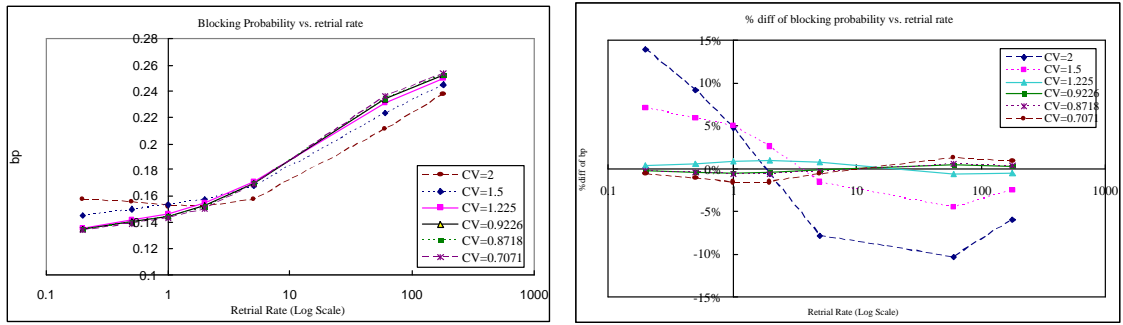 Blocking Probability vs. retrial rate
0.28
0.26
0.24
0.22
0.2
0.18
0.16
0.14
0.12
0.1
bp
CV=2
CV=1.5
CV=1.225
CV=0.9226
CV=0.8718
CV=0.7071
0.1
1
10
100
1000
Retrial Rate (Log Scale)
% diff of blocking probability vs. retrial rate
15%
10%
5%
0%
-5%
-10%
-15%
% diff of bp
CV=2
CV=1.5
CV=1.225
CV=0.9226
CV=0.8718
CV=0.7071
0.1
1
10
100
1000
Retrial Rate (Log Scale)